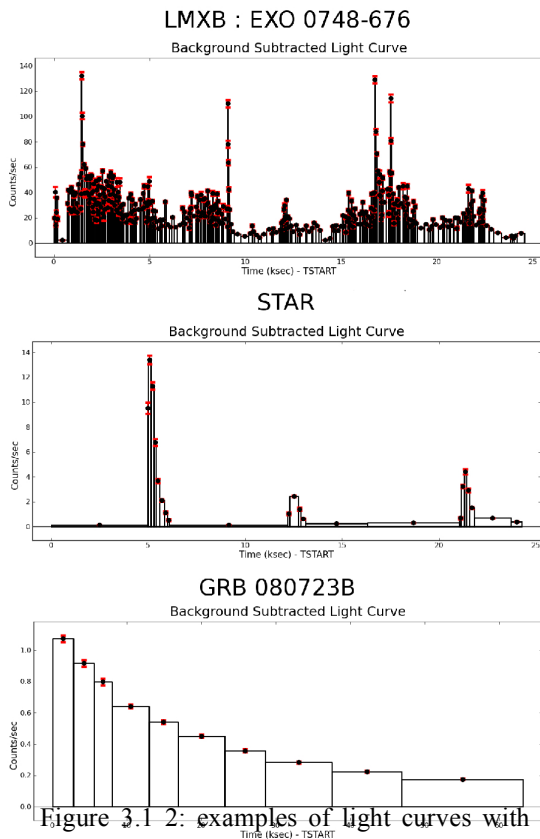 LMXB : EXO 0748-676
Background Subtracted Light Curve
140
120
100
80
60
40
20
0
Counts/sec
0 5 10 15 20 25
Time (ksec) - TSTART
STAR
Background Subtracted Light Curve
14
12
10
8
6
4
2
0
Counts/sec
0 5 10 15 20 25
Time (ksec) - TSTART
GRB 080723B
Background Subtracted Light Curve
1.0
0.8
0.6
0.4
0.2
0.0
Counts/sec
Time (ksec) - TSTART
Figure 3.1 2: examples of light curves with